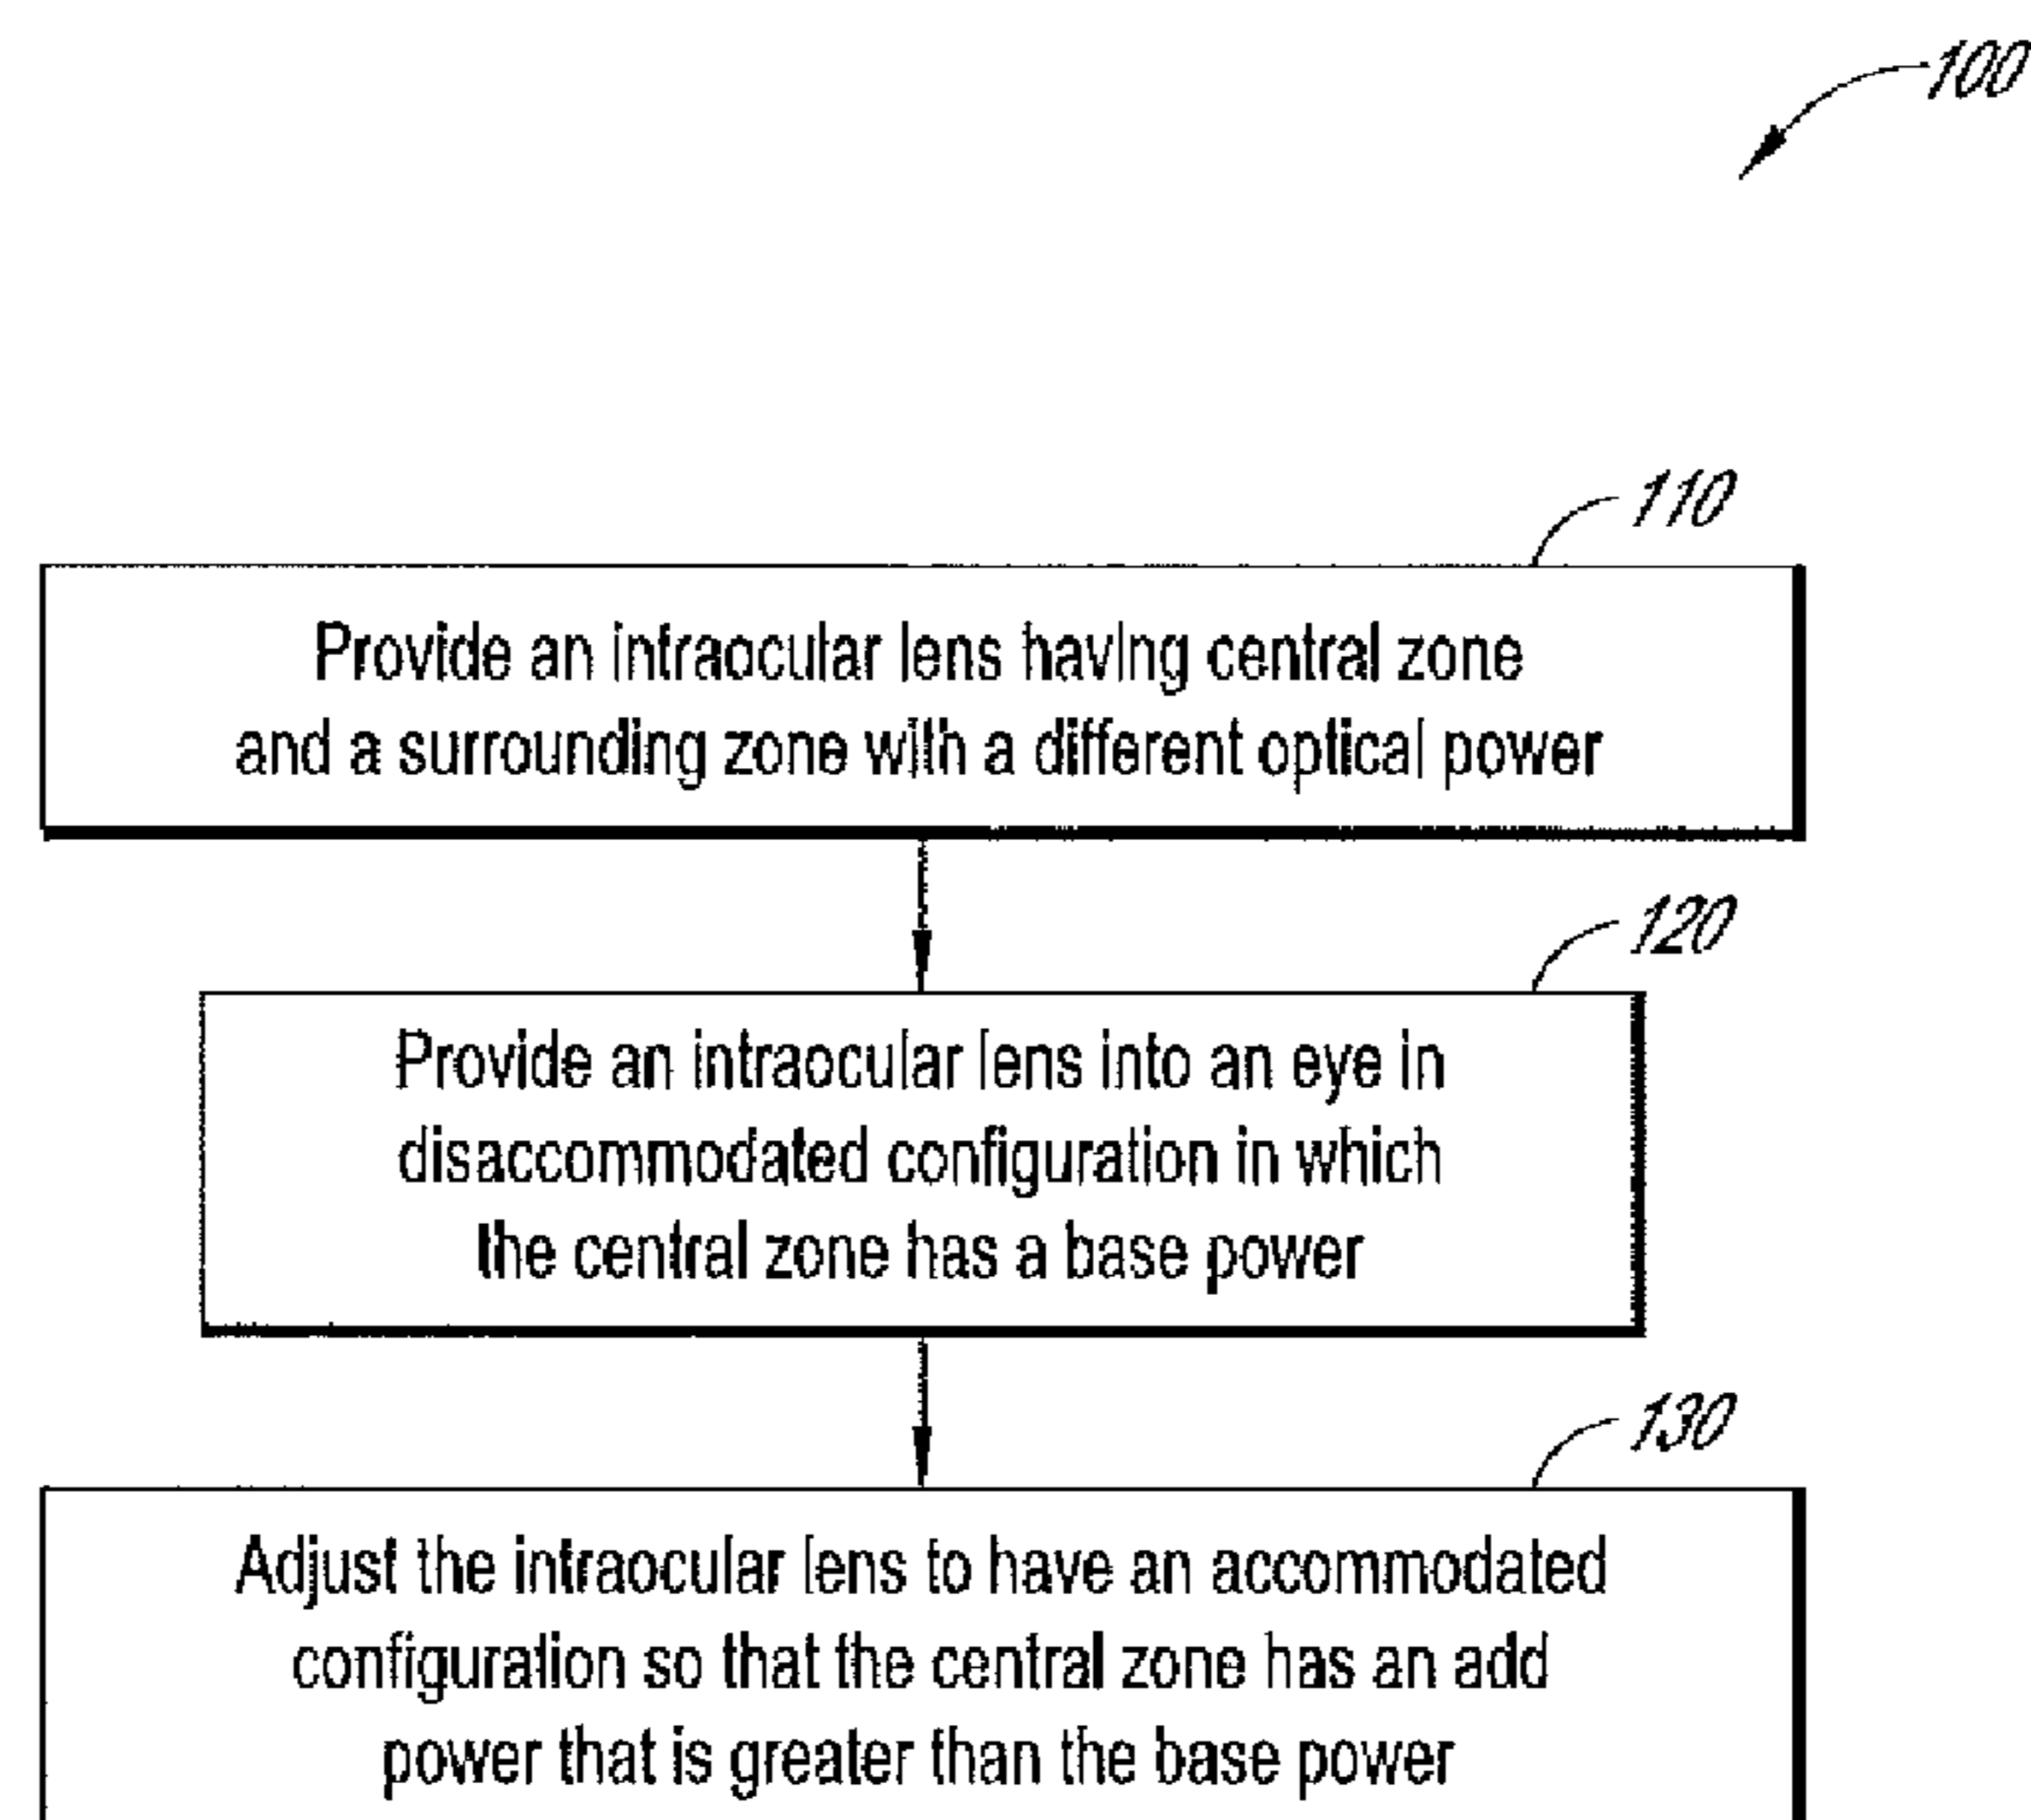 100
110
Provide an intraocular lens having central zone
and a surrounding zone with a different optical power
120
Provide an intraocular lens into an eye in
disaccommodated configuration in which
the central zone has a base power
130
Adjust the intraocular lens to have an accommodated
configuration so that the central zone has an add
power that is greater than the base power